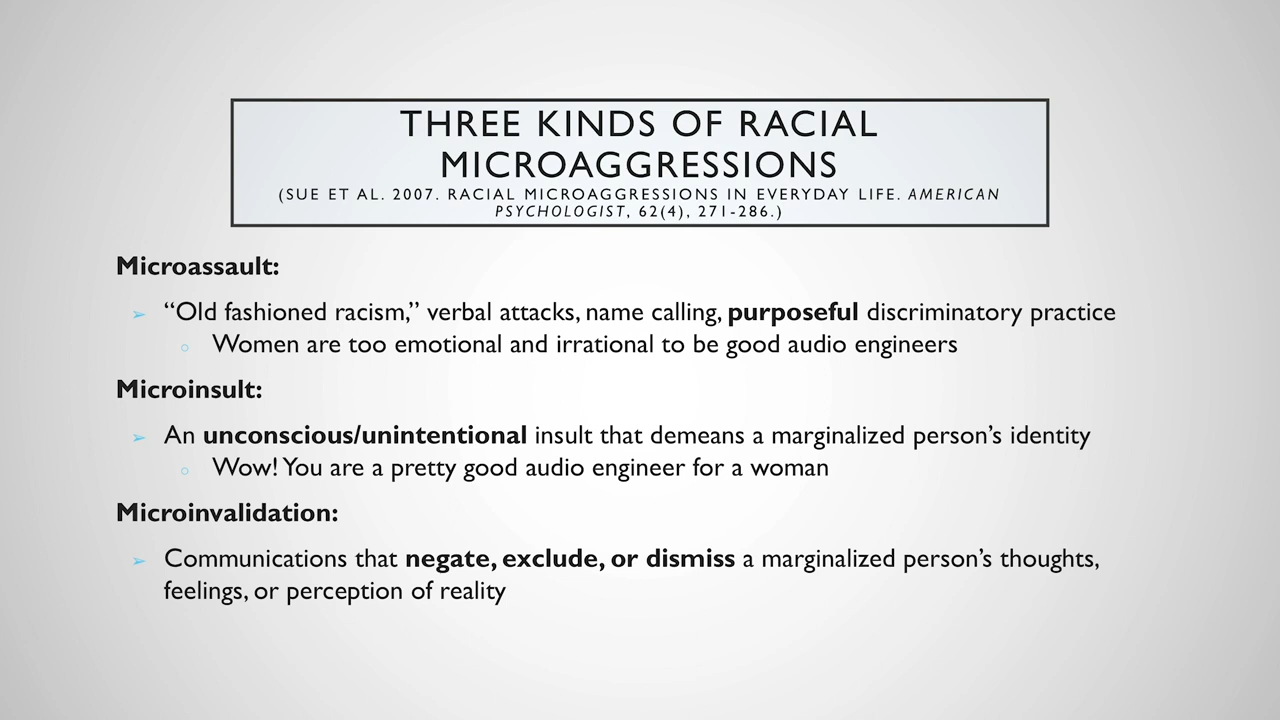 THREE KINDS OF RACIAL
MICROAGGRESSIONS
(SUE ET AL. 2007. RACIAL MICROAGGRESSIONS IN EVERYDAY LIFE. AMERICAN
PSYCHOLOGIST, 62(4), 271-286.)
Microassault:
➢ “Old fashioned racism,” verbal attacks, name calling, purposeful discriminatory practice
○ Women are too emotional and irrational to be good audio engineers
Microinsult:
➢ An unconscious/unintentional insult that demeans a marginalized person’s identity
○ Wow! You are a pretty good audio engineer for a woman
Microinvalidation:
➢ Communications that negate, exclude, or dismiss a marginalized person’s thoughts,
feelings, or perception of reality